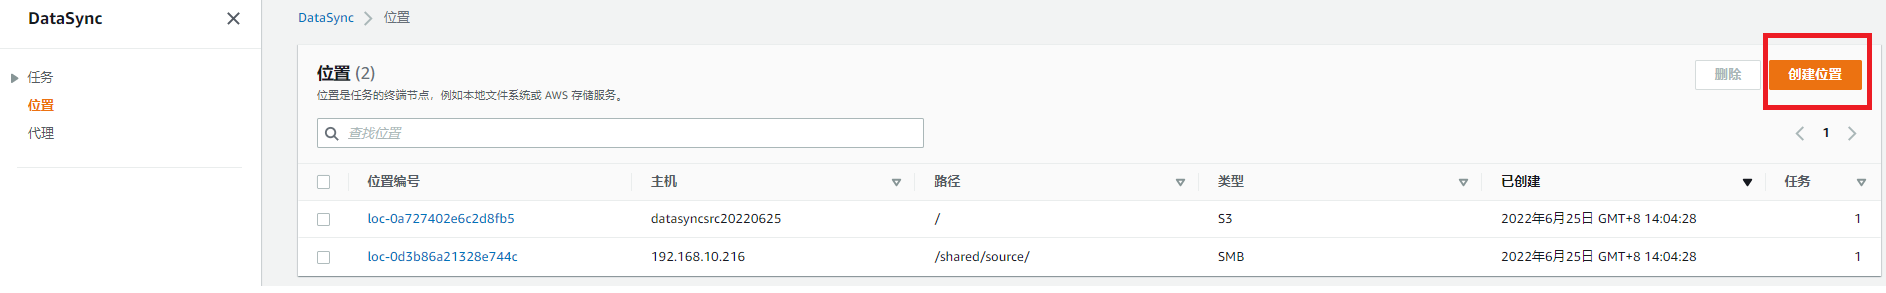 DataSync
任务
位置
代理
DataSync 位置
位置 (2)
位置是任务的终端节点，例如本地文件系统或 AWS 存储服务。
删除 创建位置
查找位置
1
位置编号 主机 路径 类型 已创建 任务
loc-0a727402e6c2d8fb5 datasyncsrc20220625 / S3 2022年6月25日 GMT+8 14:04:28 1
loc-0d3b86a21328e744c 192.168.10.216 /shared/source/ SMB 2022年6月25日 GMT+8 14:04:28 1